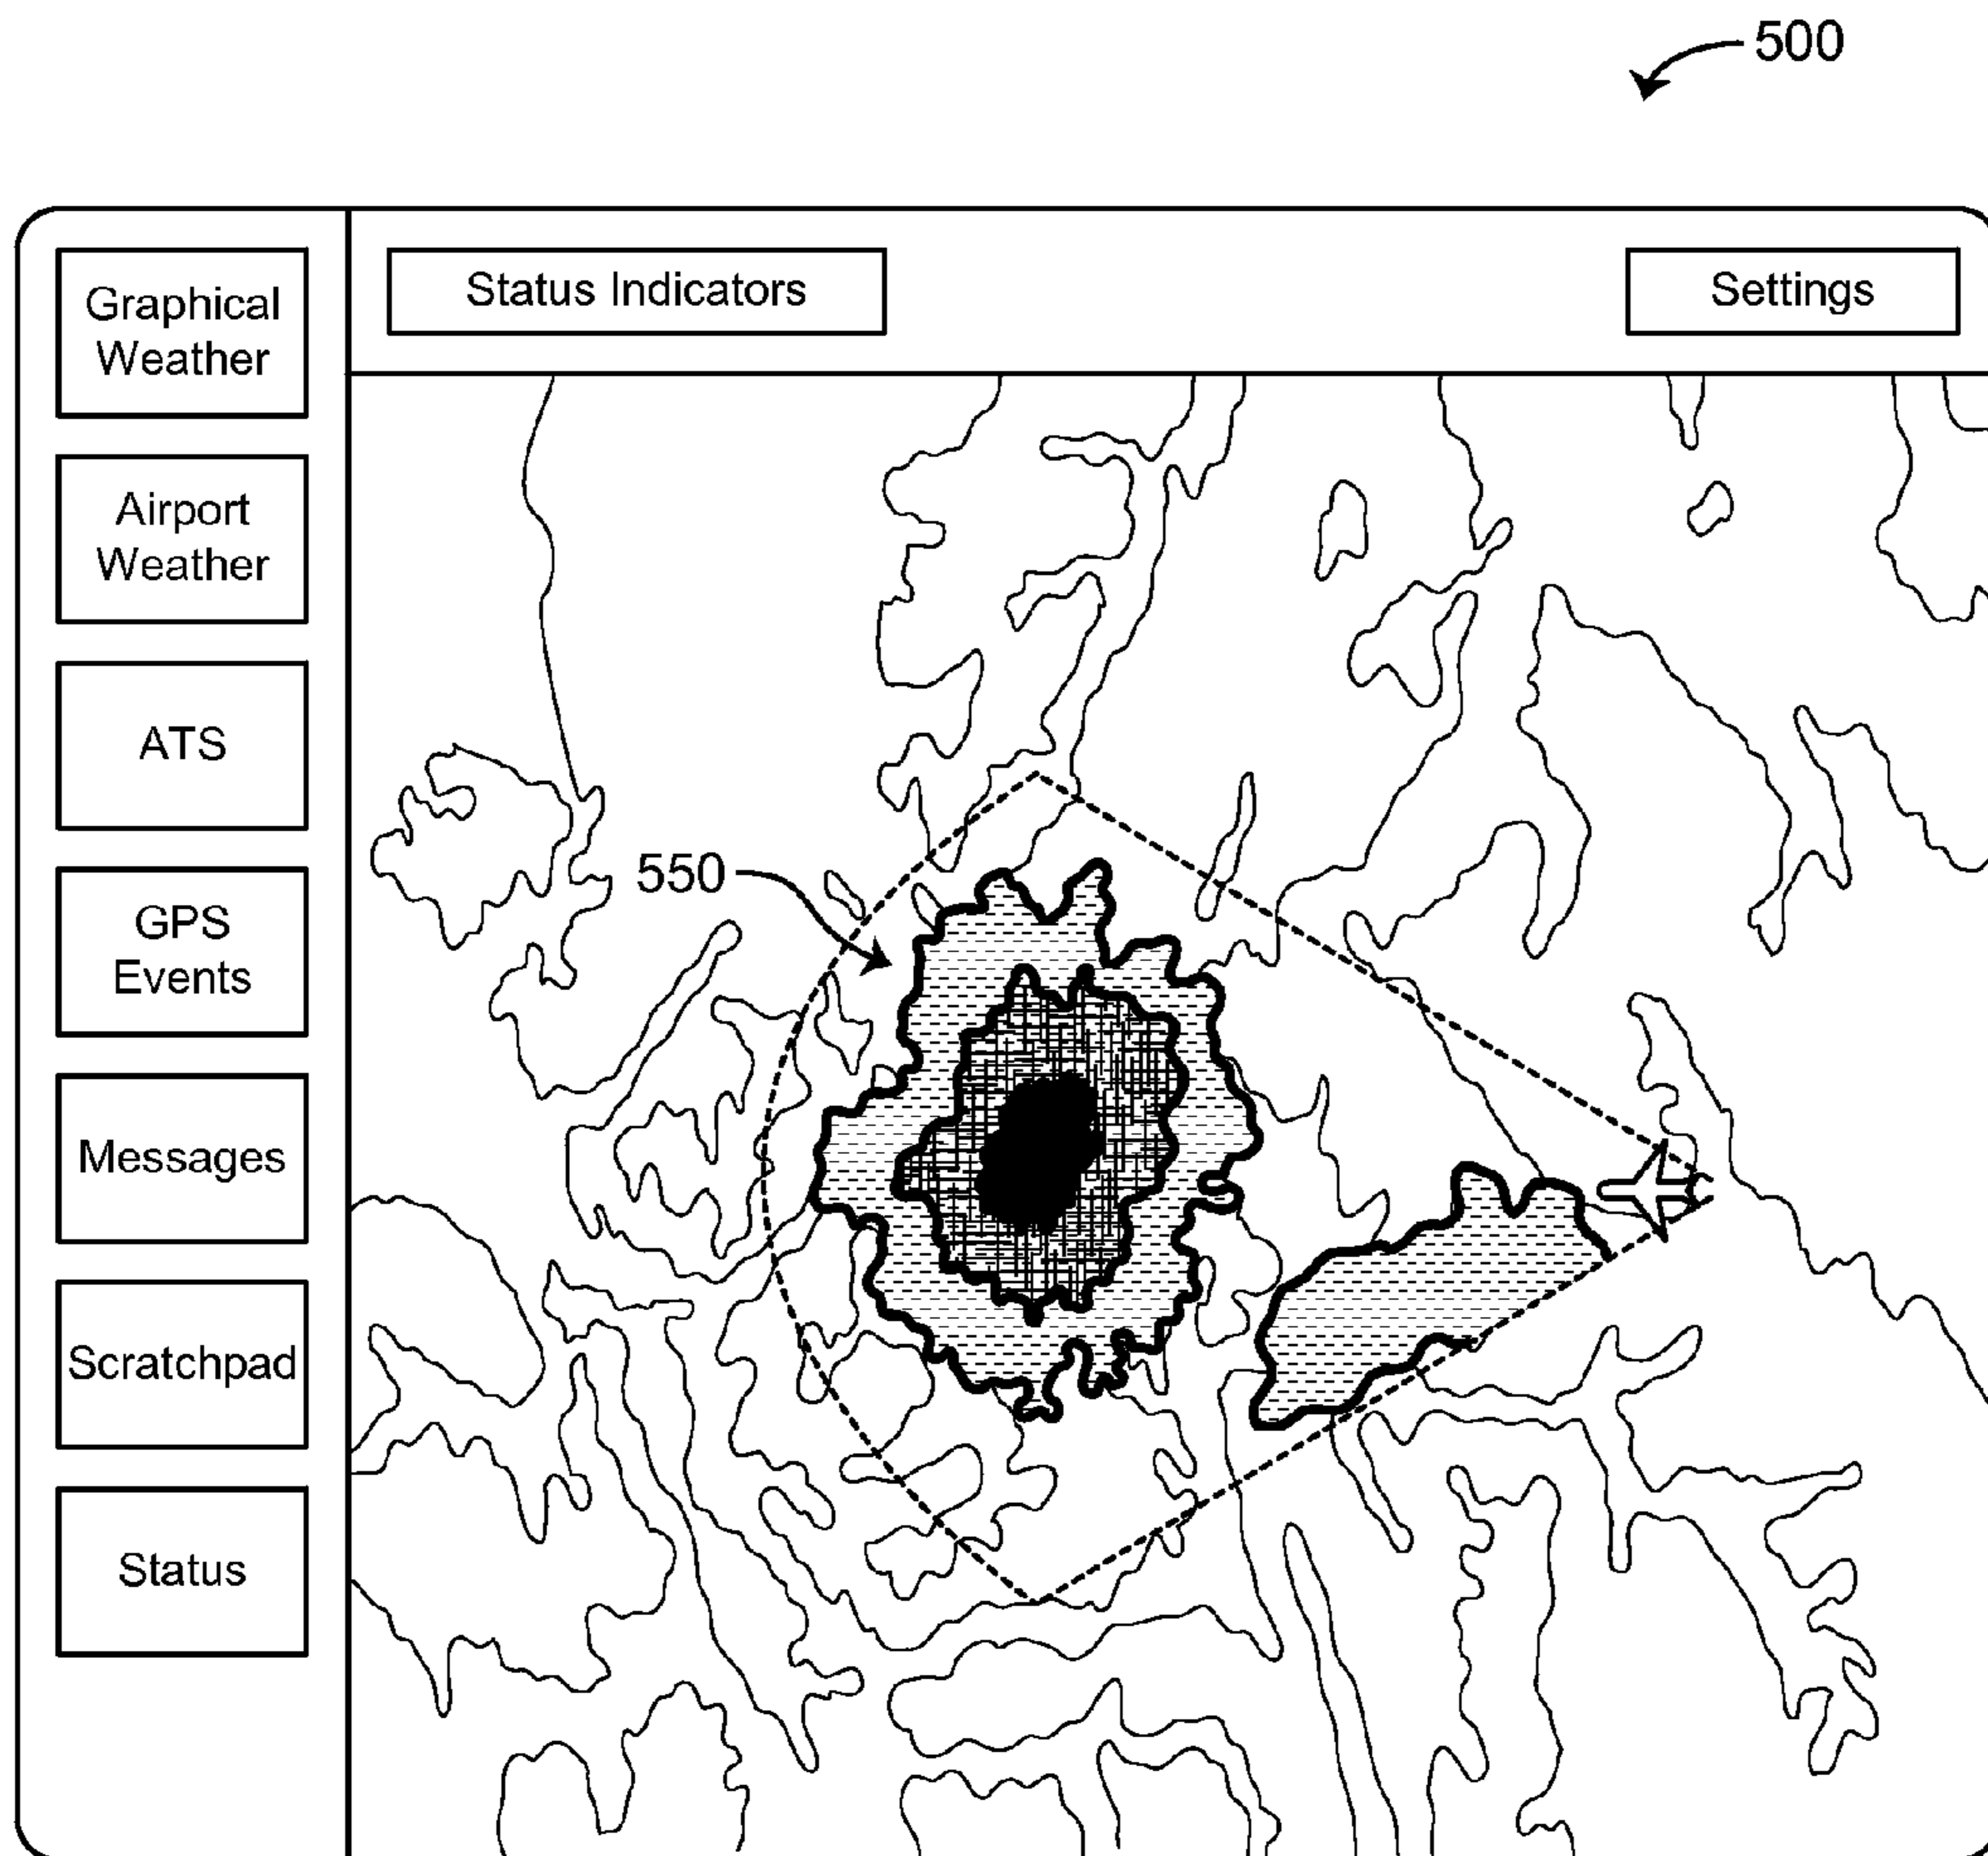 500
Graphical
Weather
Status Indicators
Settings
Airport
Weather
ATS
GPS
Events
550
Messages
Scratchpad
Status